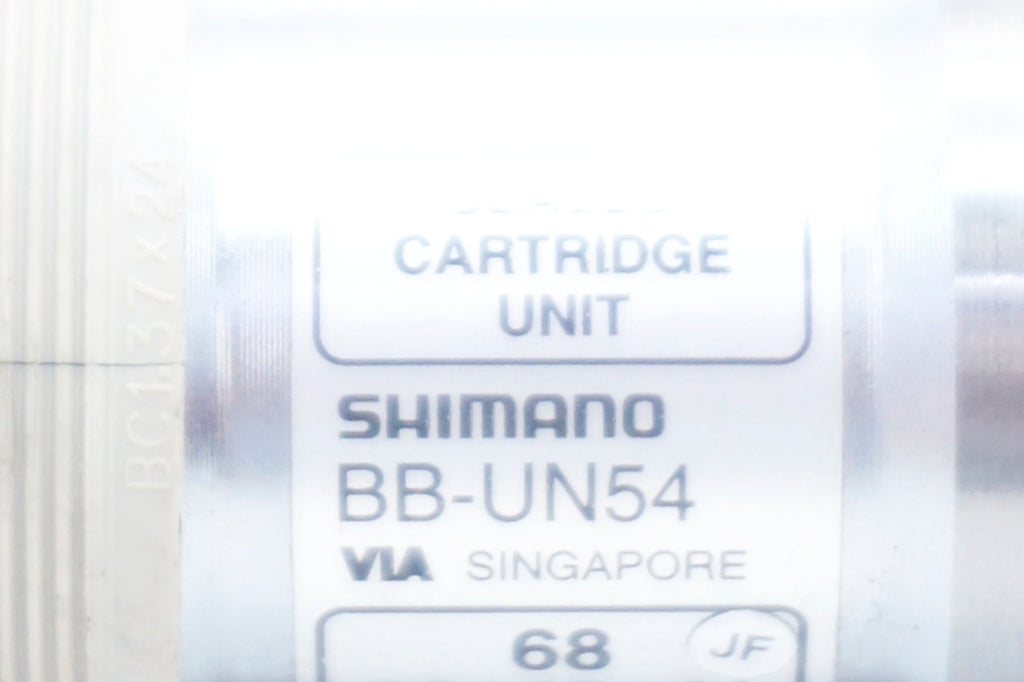 CARTRIDGE
UNIT
SHIMANO
BB-UN54
VIA SINGAPORE
68 JF
BC1.37×24